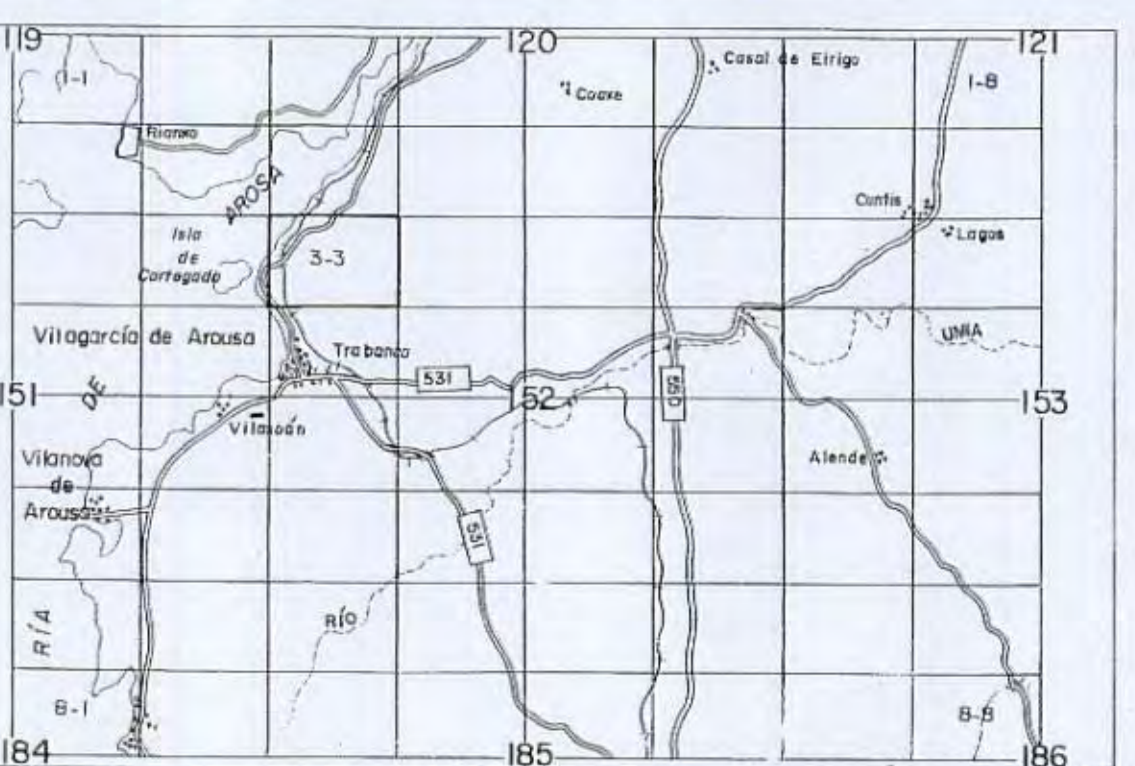 119
120
121
1-1
1-8
Casal de Eirigo
Coaxe
Rianxo
AROSA
Cuntis
Lagos
Isla
de
Cortegada
3-3
Vilagarcía de Arousa
Trabanca
UMIA
531
151
DE
52
550
153
Vilaxoán
Vilanova
de
Arousa
Alende
531
RÍO
RÍA
8-1
8-8
184
185
186